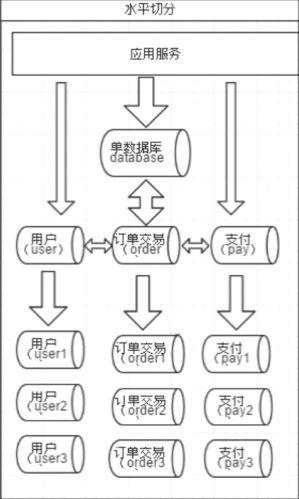 水平切分
应用服务
单数据库
database
用户
（user）
订单交易
（order
支付
（pay）
用户
（user1
订单交易
（order1
支付
（pay1
用户
（user2
订单交易
（order2
支付
（pay2
用户
（user3
订单交易
（order3
支付
（pay3